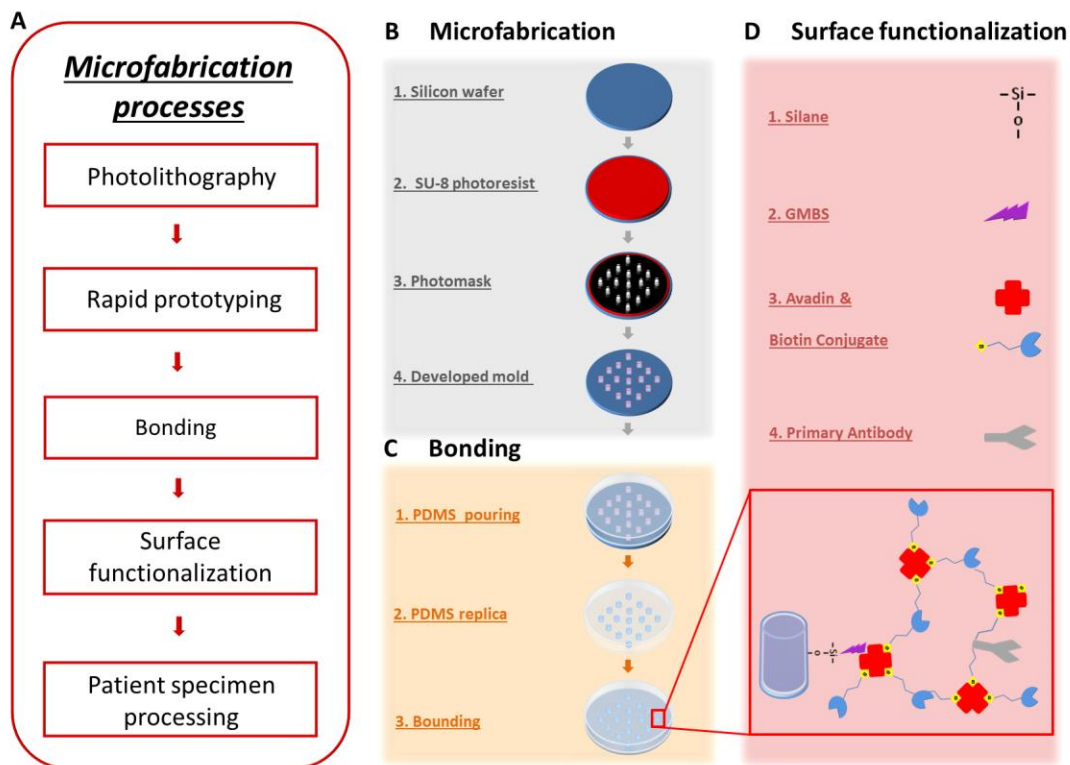 A
Microfabrication
processes
Photolithography
Rapid prototyping
Bonding
Surface
functionalization
Patient specimen
processing
B Microfabrication
1. Silicon wafer
2. SU-8 photoresist
3. Photomask
4. Developed mold
C Bonding
1. PDMS pouring
2. PDMS replica
3. Bounding
D Surface functionalization
1. Silane
–Si–
O
2. GMBS
3. Avadin &
Biotin Conjugate
4. Primary Antibody
O
Si